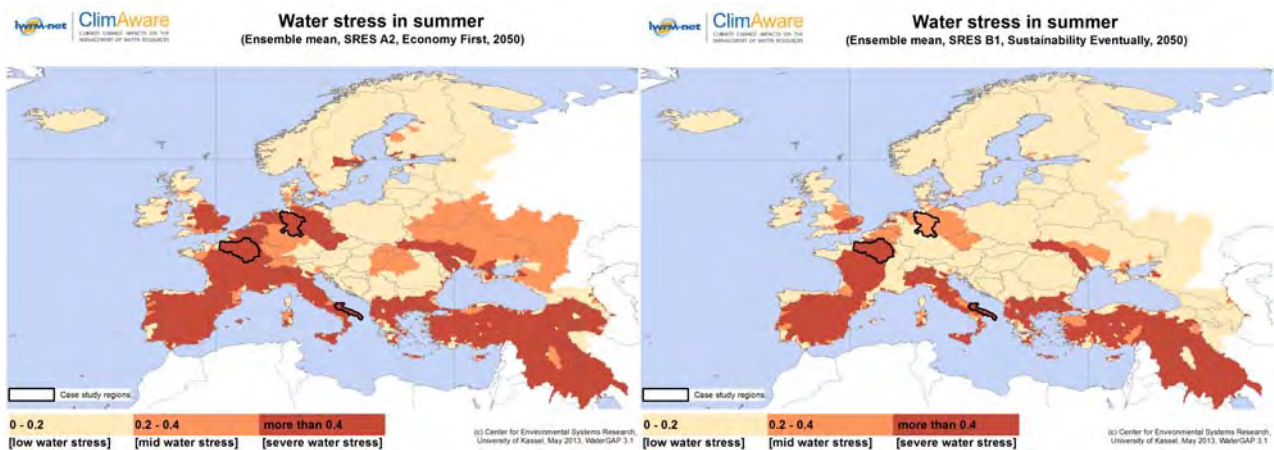 iwrm-net
ClimAware
CLIMATE CHANGE IMPACTS ON THE
MANAGEMENT OF WATER RESOURCES
Water stress in summer
(Ensemble mean, SRES A2, Economy First, 2050)
Case study regions
0 - 0.2
0.2 - 0.4
more than 0.4
[low water stress]
[mid water stress]
[severe water stress]
(c) Center for Environmental Systems Research,
University of Kassel, May 2013, WaterGAP 3.1
iwrm-net
ClimAware
CLIMATE CHANGE IMPACTS ON THE
MANAGEMENT OF WATER RESOURCES
Water stress in summer
(Ensemble mean, SRES B1, Sustainability Eventually, 2050)
Case study regions
0 - 0.2
0.2 - 0.4
more than 0.4
[low water stress]
[mid water stress]
[severe water stress]
(c) Center for Environmental Systems Research,
University of Kassel, May 2013, WaterGAP 3.1